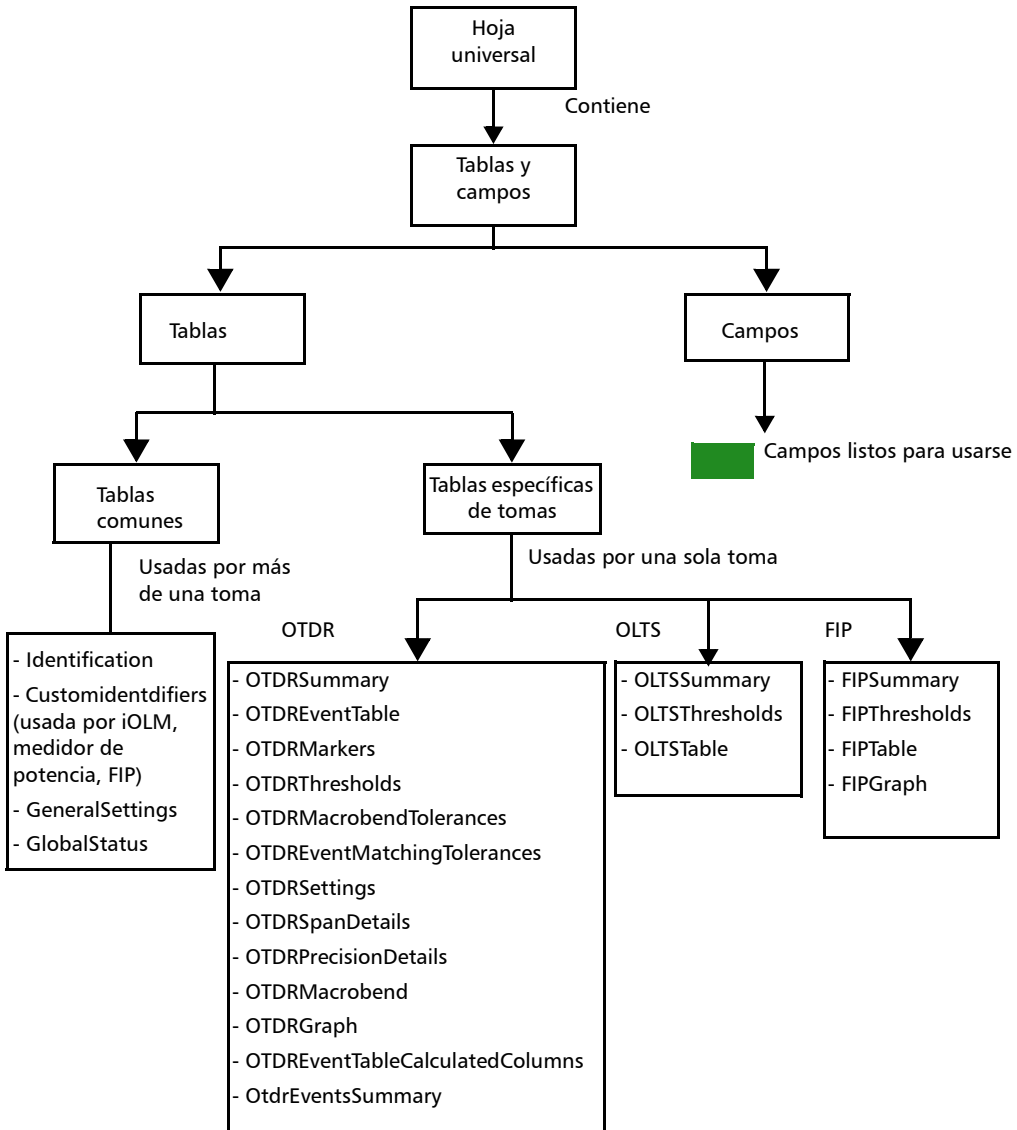 Hoja
universal
Contiene
Tablas y
campos
Tablas
Campos
Campos listos para usarse
Tablas
comunes
Tablas específicas
de tomas
Usadas por más
de una toma
Usadas por una sola toma
OTDR
OLTS
FIP
- Identification
- Customidentdifiers
(usada por iOLM,
medidor de
potencia, FIP)
- GeneralSettings
- GlobalStatus
- OTDRSummary
- OTDREventTable
- OTDRMarkers
- OTDRThresholds
- OTDRMacrobendTolerances
- OTDREventMatchingTolerances
- OTDRSettings
- OTDRSpanDetails
- OTDRPrecisionDetails
- OTDRMacrobend
- OTDRGraph
- OTDREventTableCalculatedColumns
- OtdrEventsSummary
- OLTSSummary
- OLTSThresholds
- OLTSTable
- FIPSummary
- FIPThresholds
- FIPTable
- FIPGraph